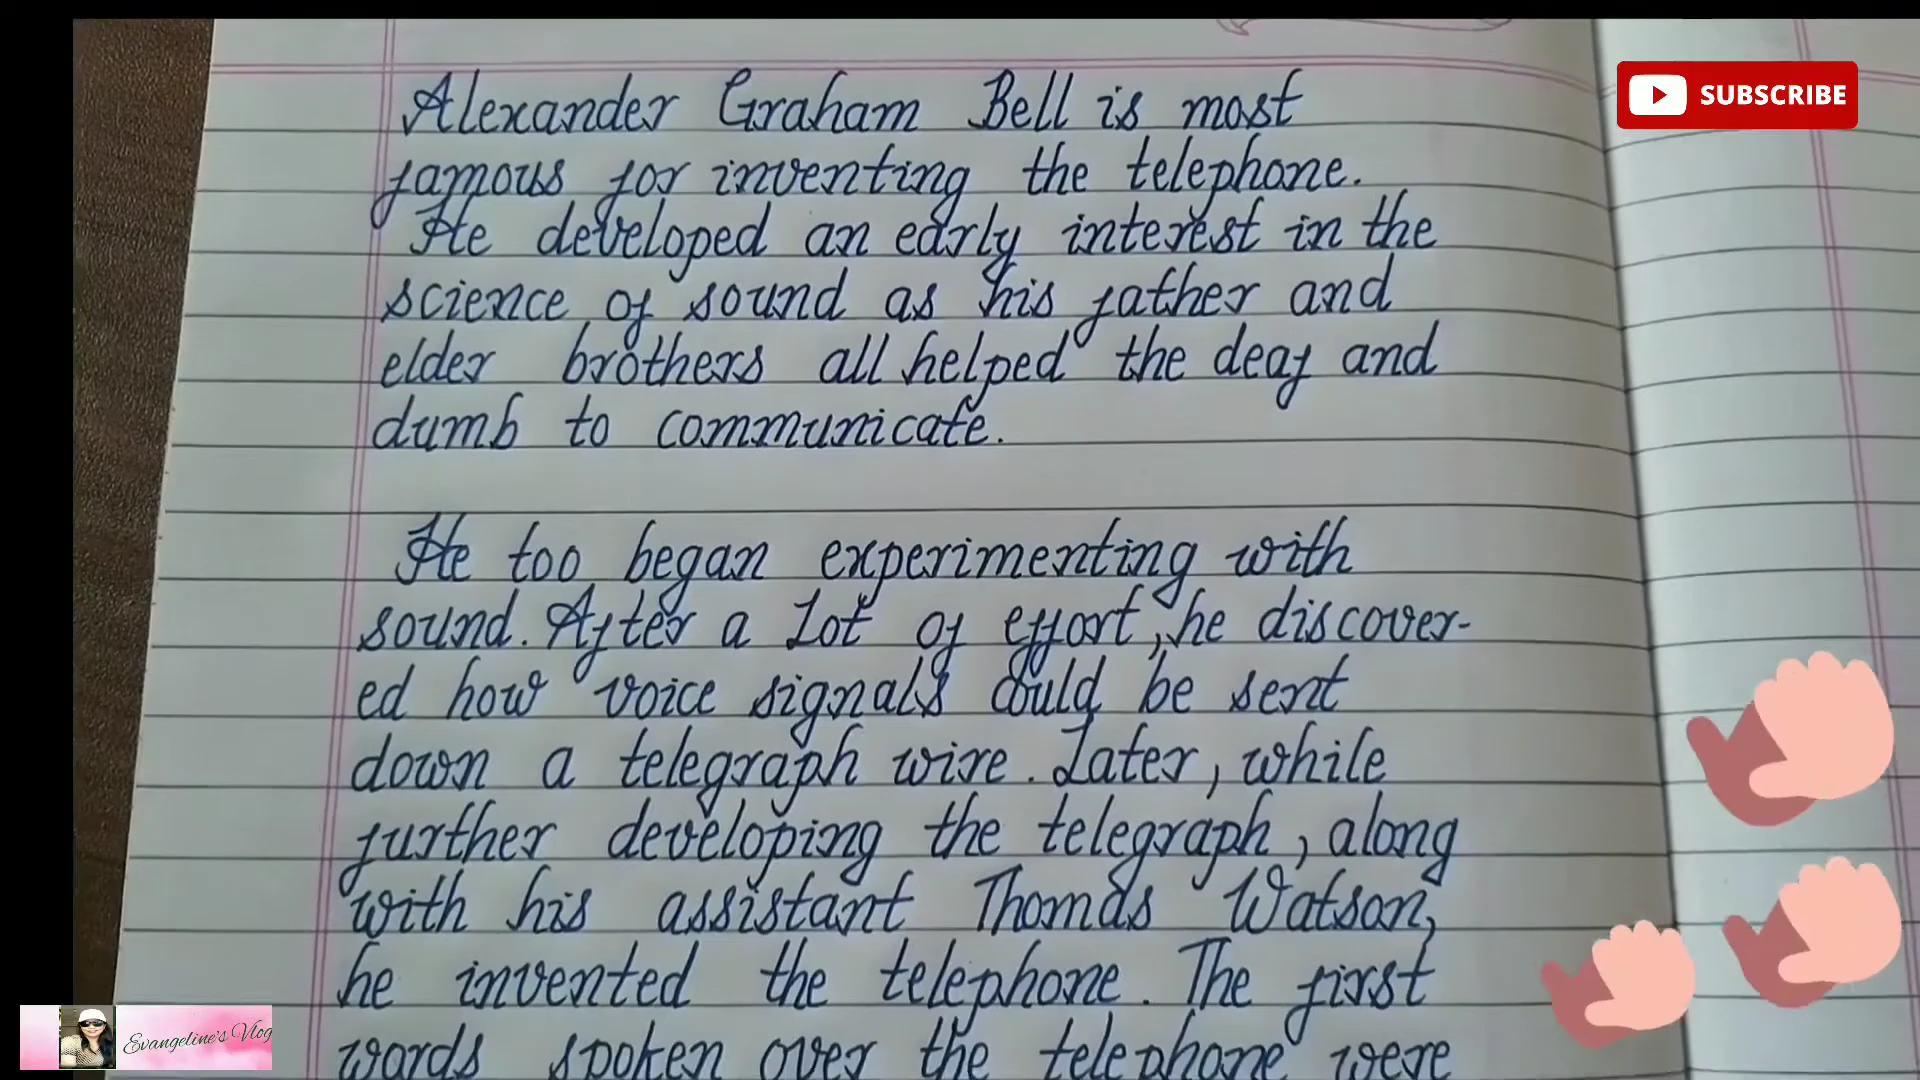 Alexander Graham Bell is most
famous for inventing the telephone.
He developed an early interest in the
science of sound as his father and
elder brothers all helped the deaf and
dumb to communicate.
He too began experimenting with
sound. After a Lot of effort, he discover-
ed how voice signals could be sent
down a telegraph wire. Later, while
further developing the telegraph, along
with his assistant Thomas Watson,
he invented the telephone. The first
words spoken over the telephone were
SUBSCRIBE
Evangeline's Vlog